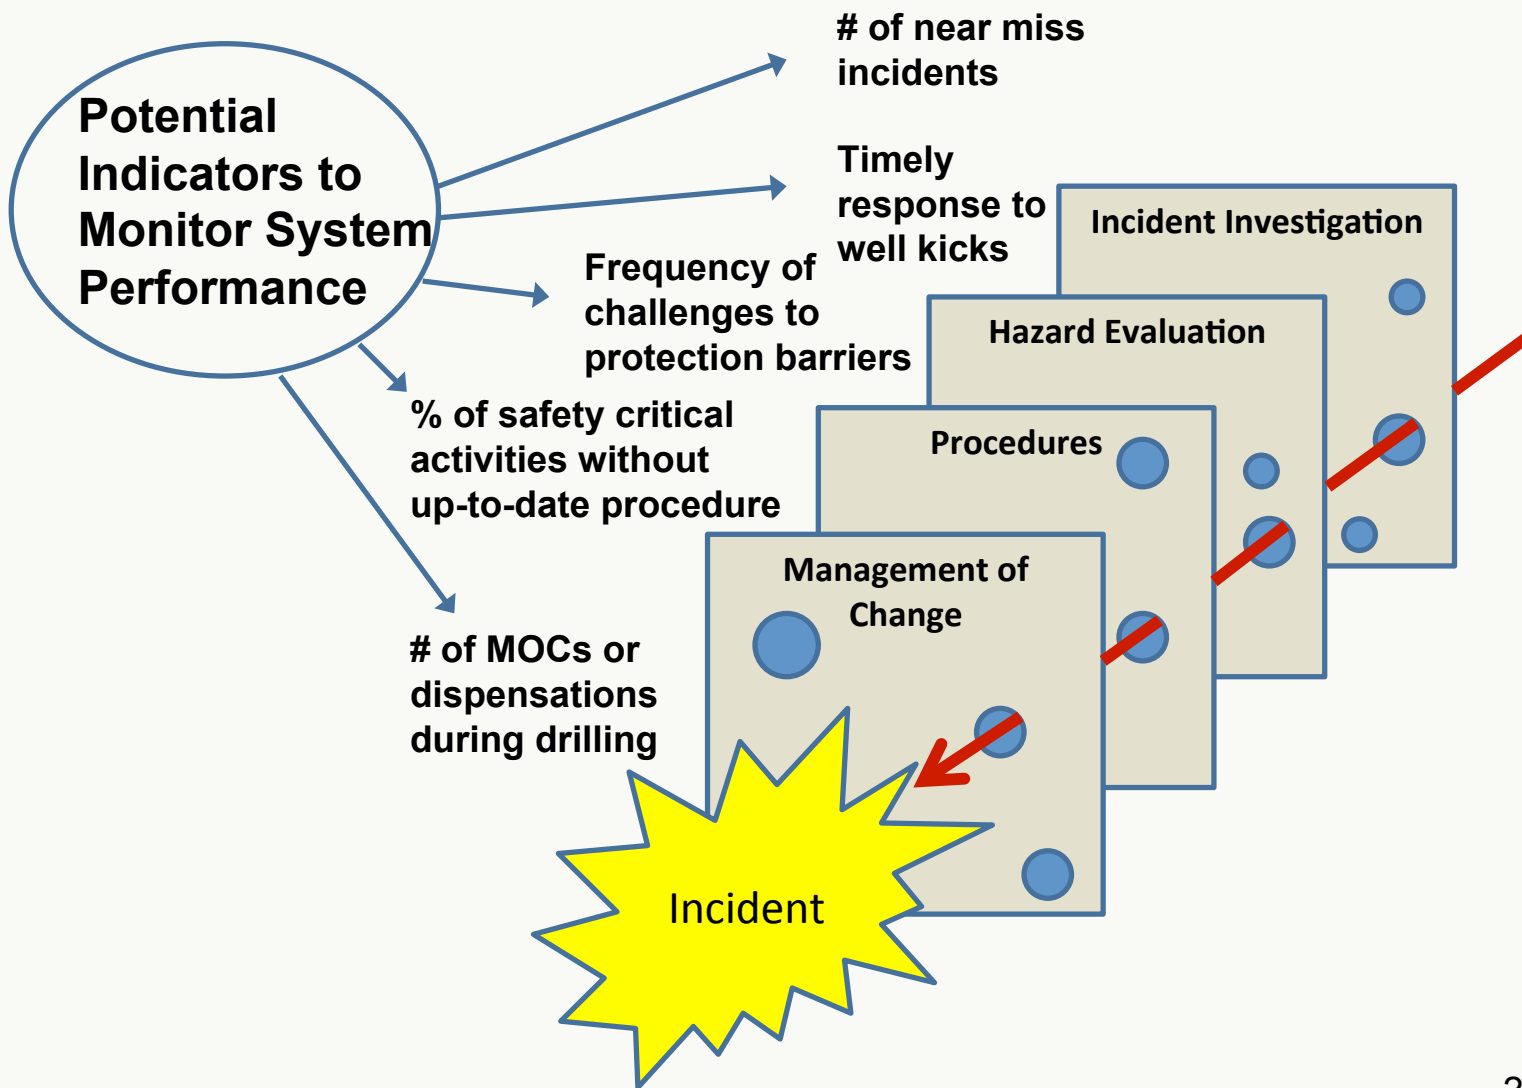 Potential
Indicators to
Monitor System
Performance
# of near miss
incidents
Timely
response to
well kicks
Frequency of
challenges to
protection barriers
% of safety critical
activities without
up-to-date procedure
# of MOCs or
dispensations
during drilling
Incident Investigation
Hazard Evaluation
Procedures
Management of
Change
Incident
2